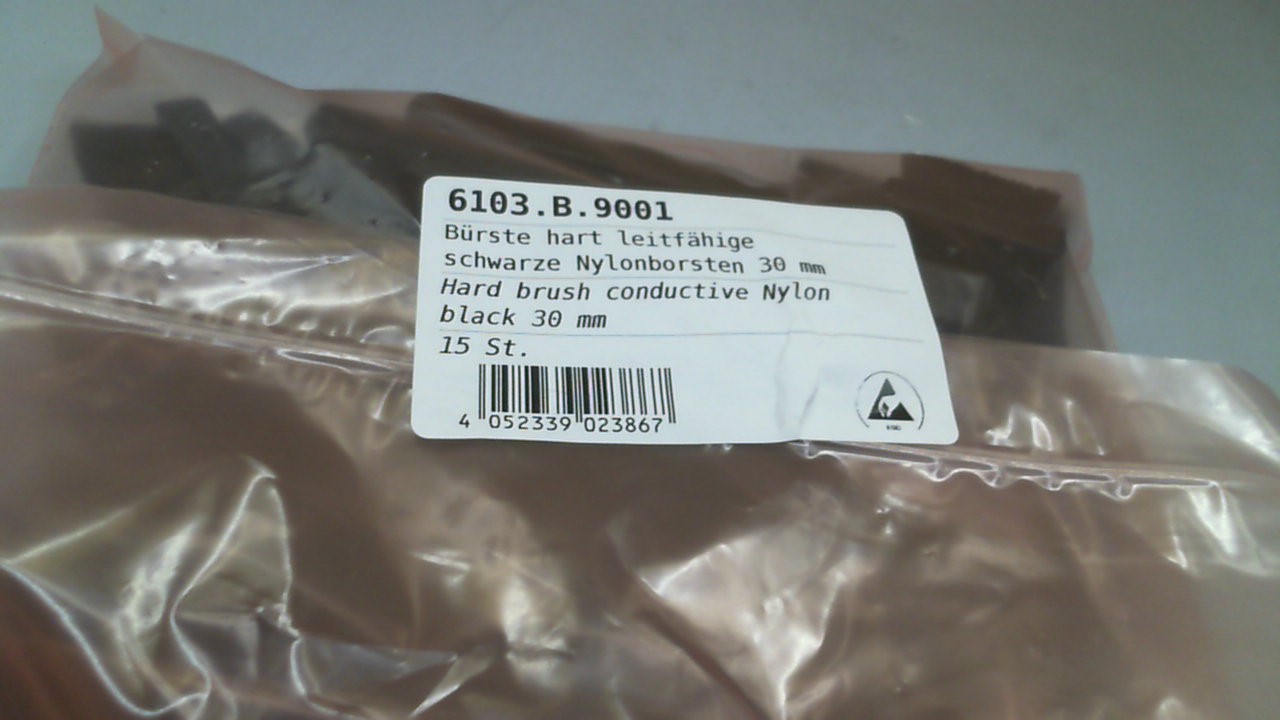 6103.B.9001
Bürste hart leitfähige
schwarze Nylonborsten 30 mm
Hard brush conductive Nylon
black 30 mm
15 St.
4 052339 023867